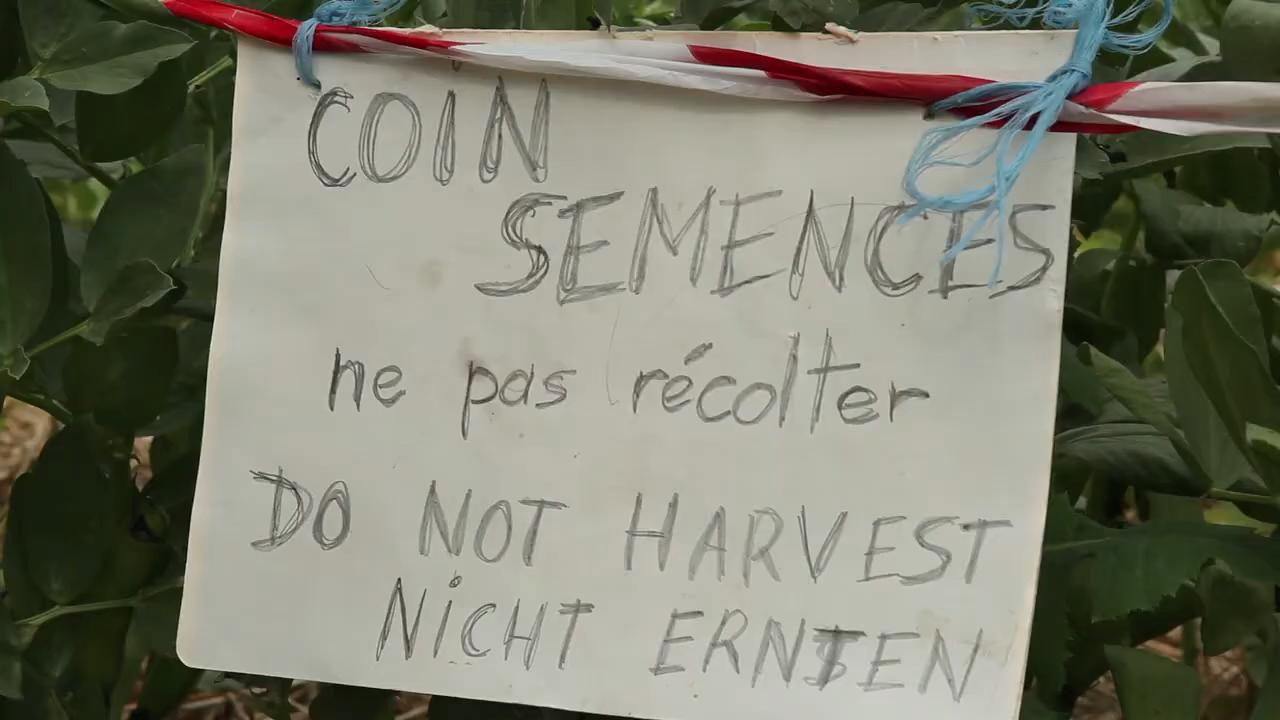 COIN
SEMENCES
ne pas récolter
DO NOT HARVEST
NiCHT ERNTEN